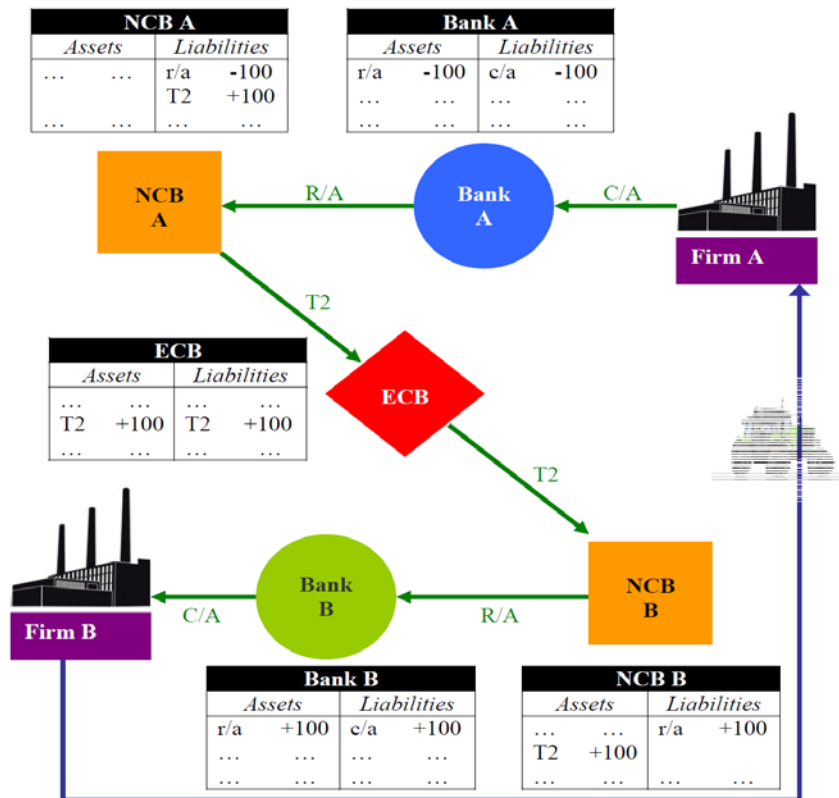 NCB A
Assets Liabilities
… … r/a -100
T2 +100
… … … …
Bank A
Assets Liabilities
r/a -100 c/a -100
… … … …
… … … …
NCB
A
R/A
Bank
A
C/A
Firm A
T2
ECB
Assets Liabilities
… … … …
T2 +100 T2 +100
… … … …
ECB
T2
Firm B
C/A
Bank
B
R/A
NCB
B
Bank B
Assets Liabilities
r/a +100 c/a +100
… … … …
… … … …
NCB B
Assets Liabilities
… … r/a +100
T2 +100
… … … …